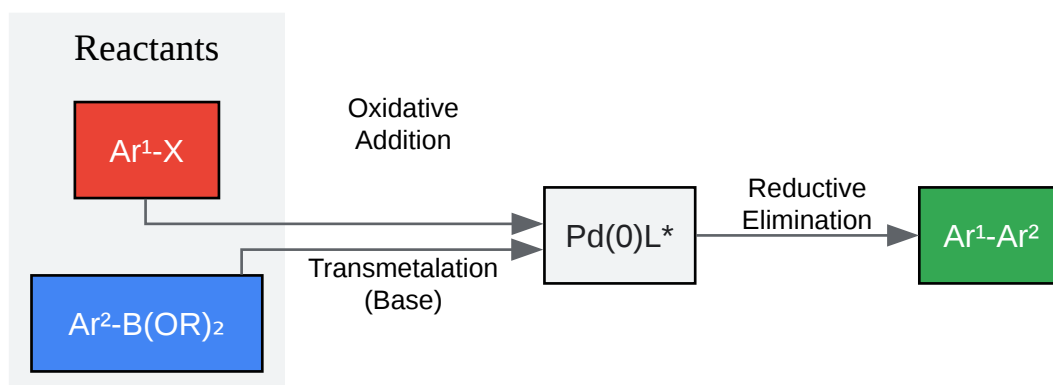 Reactants
Ar¹-X
Oxidative
Addition
Ar²-B(OR)₂
Transmetalation
(Base)
Pd(0)L*
Reductive
Elimination
Ar¹-Ar²